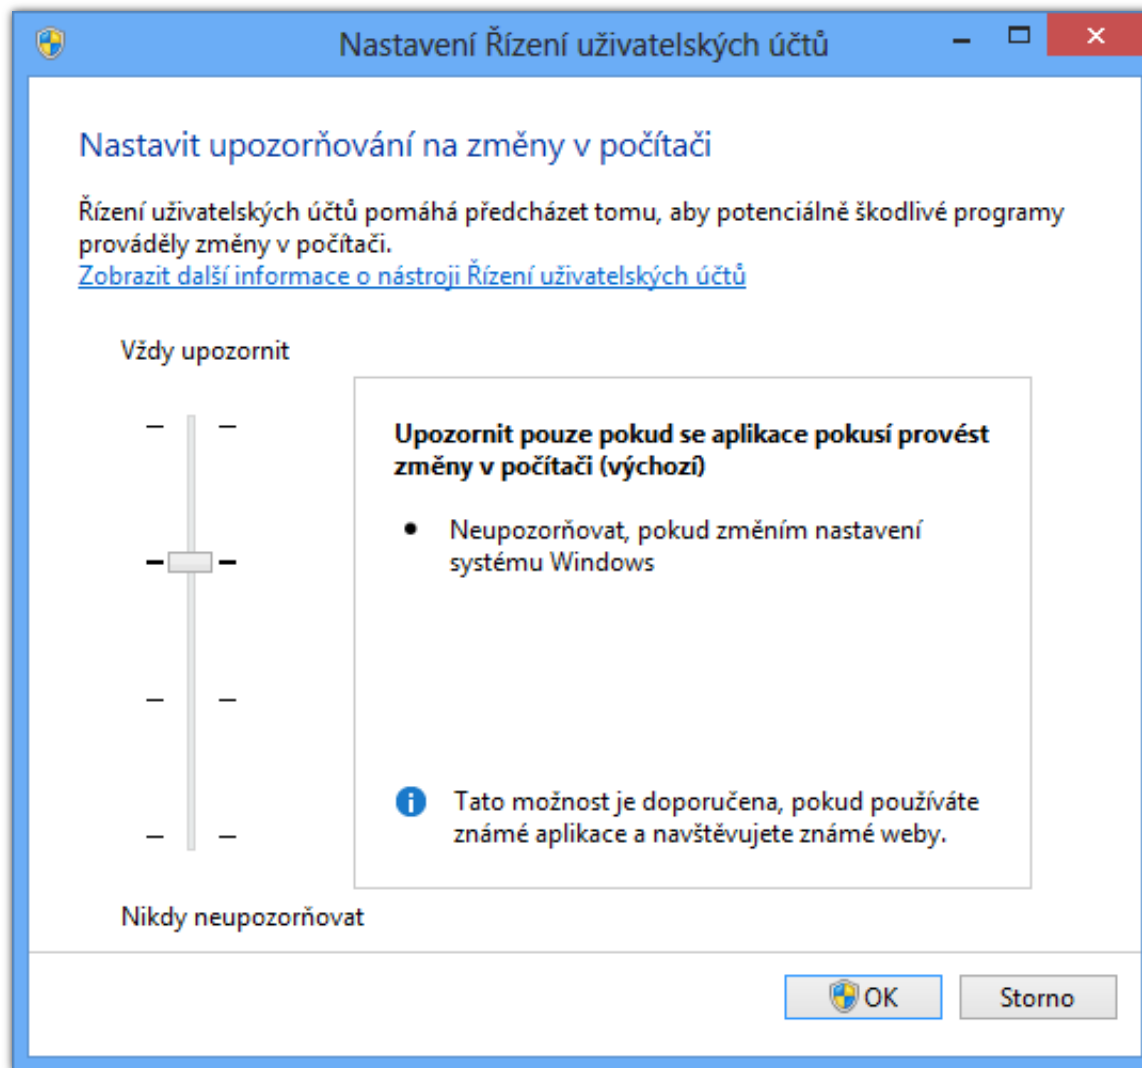 Nastavení Řízení uživatelských účtů
Nastavit upozorňování na změny v počítači
Řízení uživatelských účtů pomáhá předcházet tomu, aby potenciálně škodlivé programy
prováděly změny v počítači.
Zobrazit další informace o nástroji Řízení uživatelských účtů
Vždy upozornit
Upozornit pouze pokud se aplikace pokusí provést
změny v počítači (výchozí)
Neupozorňovat, pokud změním nastavení
systému Windows
Tato možnost je doporučena, pokud používáte
známé aplikace a navštěvujete známé weby.
Nikdy neupozorňovat
OK
Storno